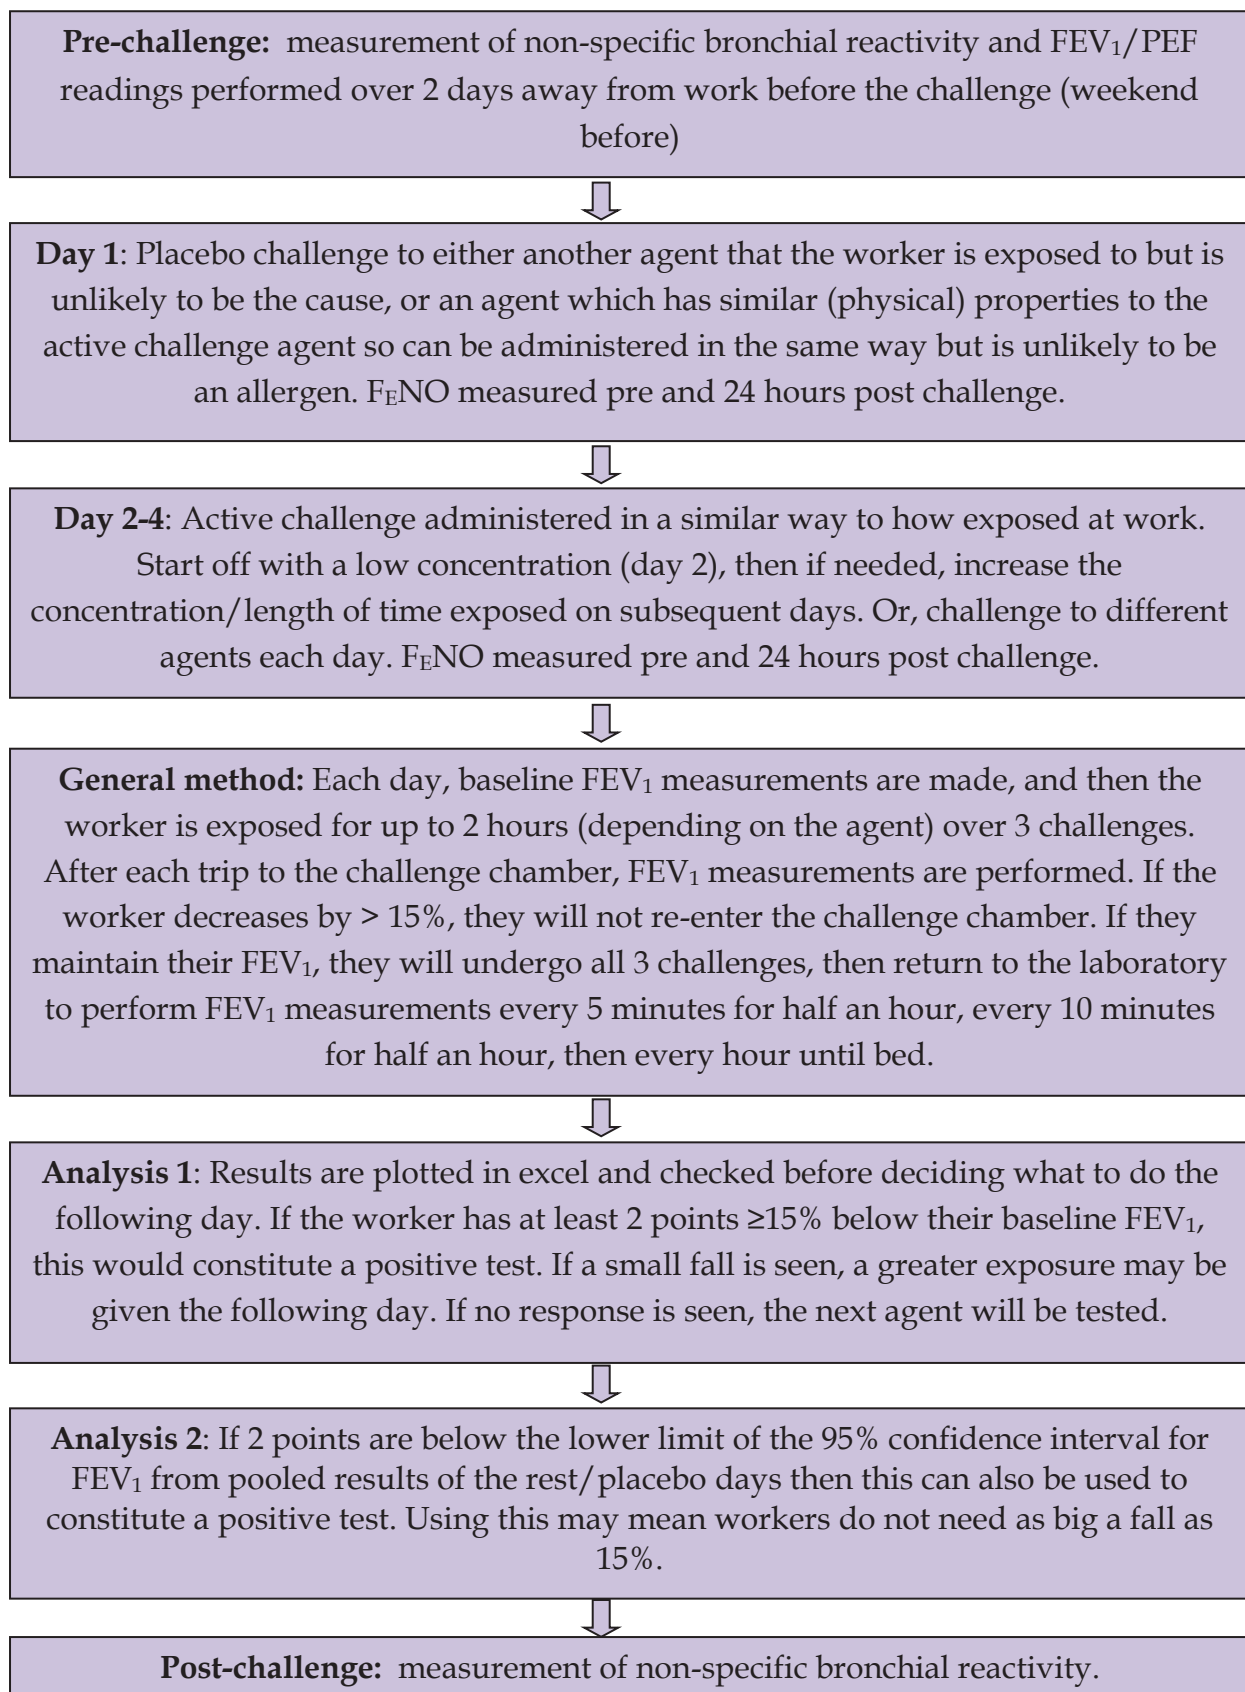 Pre-challenge: measurement of non-specific bronchial reactivity and FEV₁/PEF
readings performed over 2 days away from work before the challenge (weekend
before)
Day 1: Placebo challenge to either another agent that the worker is exposed to but is
unlikely to be the cause, or an agent which has similar (physical) properties to the
active challenge agent so can be administered in the same way but is unlikely to be
an allergen. FᴇNO measured pre and 24 hours post challenge.
Day 2-4: Active challenge administered in a similar way to how exposed at work.
Start off with a low concentration (day 2), then if needed, increase the
concentration/length of time exposed on subsequent days. Or, challenge to different
agents each day. FᴇNO measured pre and 24 hours post challenge.
General method: Each day, baseline FEV₁ measurements are made, and then the
worker is exposed for up to 2 hours (depending on the agent) over 3 challenges.
After each trip to the challenge chamber, FEV₁ measurements are performed. If the
worker decreases by > 15%, they will not re-enter the challenge chamber. If they
maintain their FEV₁, they will undergo all 3 challenges, then return to the laboratory
to perform FEV₁ measurements every 5 minutes for half an hour, every 10 minutes
for half an hour, then every hour until bed.
Analysis 1: Results are plotted in excel and checked before deciding what to do the
following day. If the worker has at least 2 points ≥15% below their baseline FEV₁,
this would constitute a positive test. If a small fall is seen, a greater exposure may be
given the following day. If no response is seen, the next agent will be tested.
Analysis 2: If 2 points are below the lower limit of the 95% confidence interval for
FEV₁ from pooled results of the rest/placebo days then this can also be used to
constitute a positive test. Using this may mean workers do not need as big a fall as
15%.
Post-challenge: measurement of non-specific bronchial reactivity.